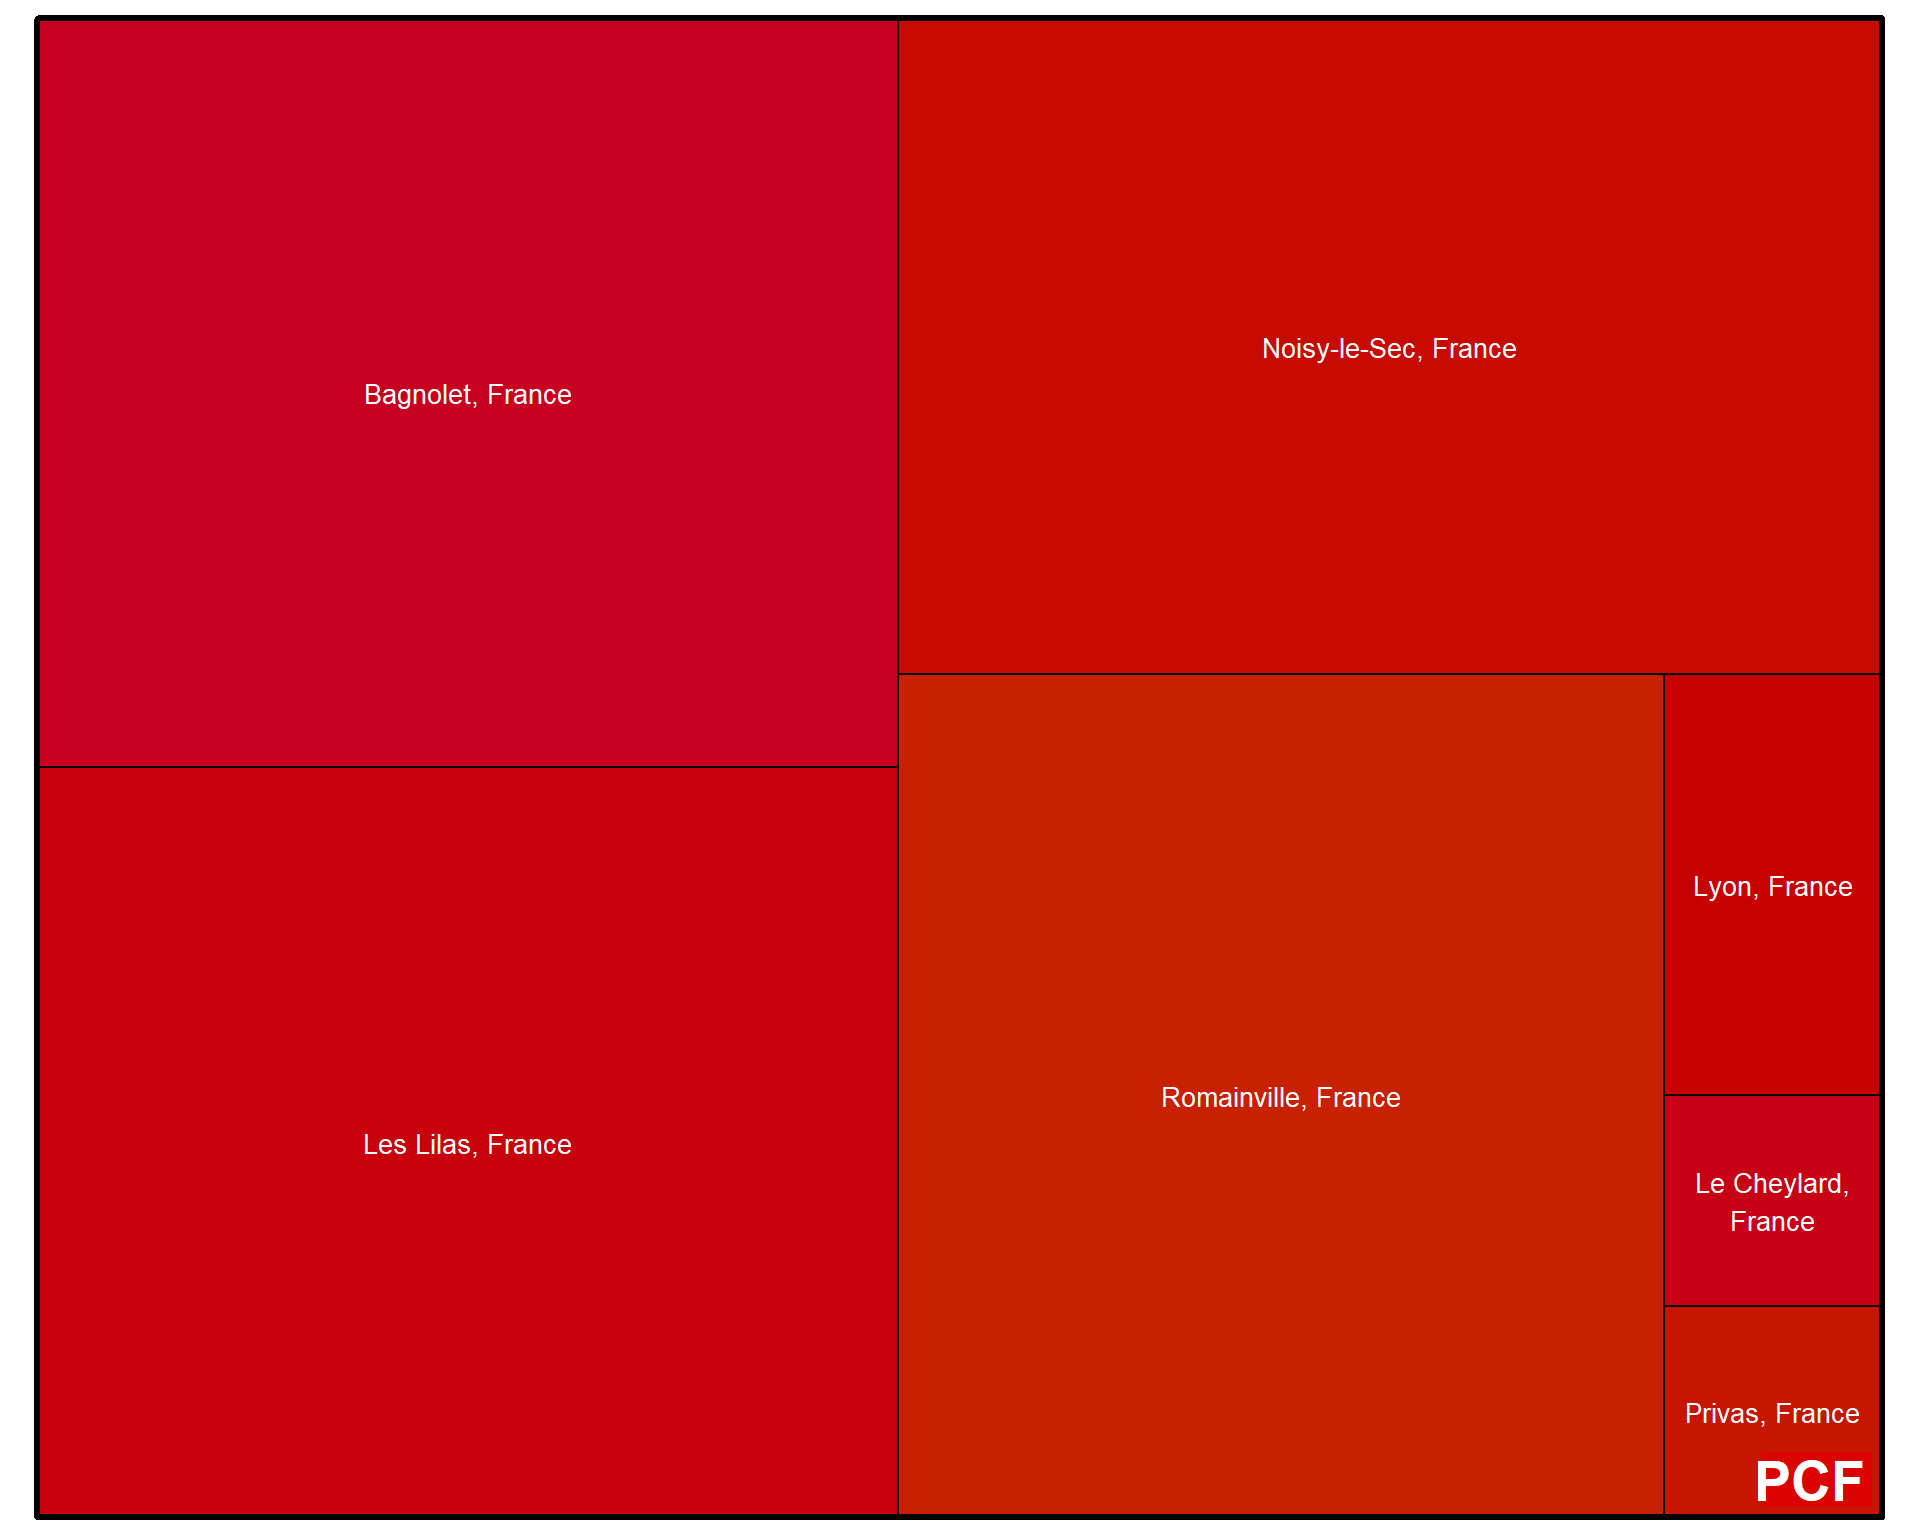 Bagnolet, France
Noisy-le-Sec, France
Les Lilas, France
Romainville, France
Lyon, France
Le Cheylard,
France
Privas, France
PCF